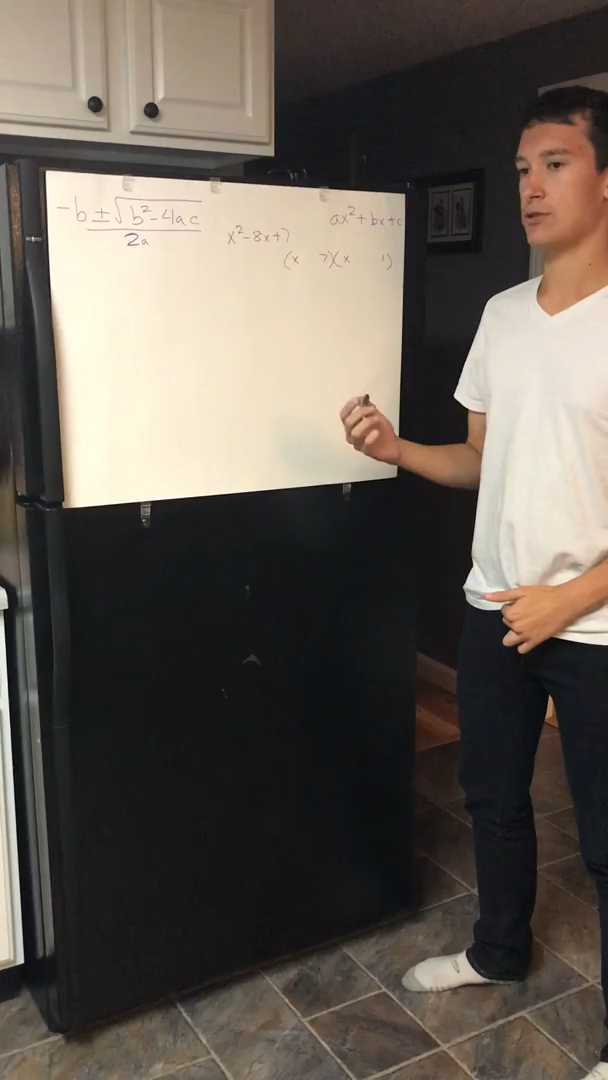 -b ± √b² - 4ac
2a
x² - 8x + 7
(x 7)(x 1)
ax² + bx + c